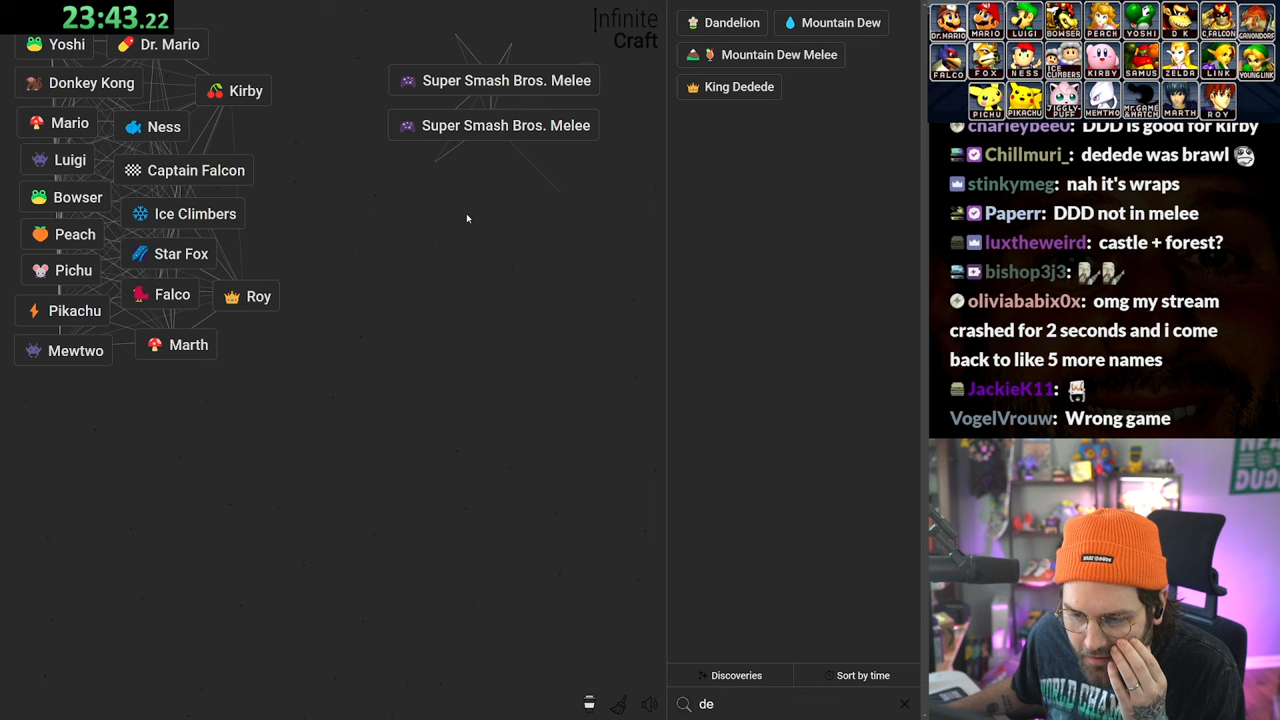 23:43.22
Infinite
Craft
Yoshi
Dr. Mario
Donkey Kong
Kirby
Mario
Ness
Luigi
Captain Falcon
Bowser
Ice Climbers
Peach
Star Fox
Pichu
Falco
Roy
Pikachu
Marth
Mewtwo
Super Smash Bros. Melee
Super Smash Bros. Melee
Dandelion
Mountain Dew
Mountain Dew Melee
King Dedede
Discoveries
Sort by time
de
DR.MARIO
MARIO
LUIGI
BOWSER
PEACH
YOSHI
D K
C.FALCON
GANONDORF
FALCO
FOX
NESS
ICE CLIMBERS
KIRBY
SAMUS
ZELDA
LINK
YOUNG LINK
PICHU
PIKACHU
JIGGLY-PUFF
MEWTWO
MR.GAME &WATCH
MARTH
ROY
charleybee0: DDD is good for kirby
Chillmuri_: dedede was brawl
stinkymeg: nah it's wraps
Paperr: DDD not in melee
luxtheweird: castle + forest?
bishop3j3:
oliviababix0x: omg my stream
crashed for 2 seconds and i come
back to like 5 more names
JackieK11:
VogelVrouw: Wrong game